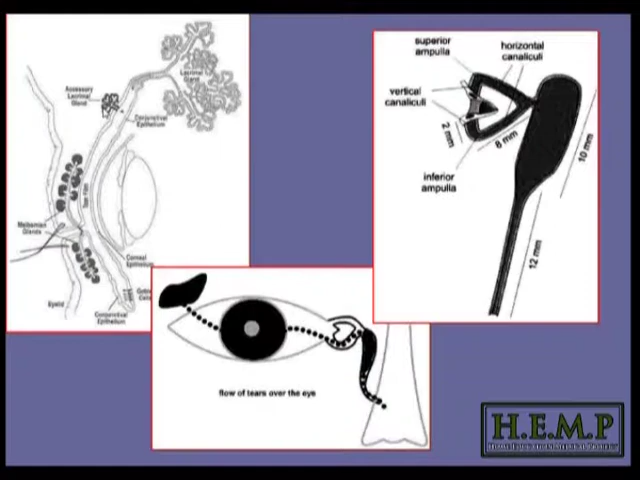 Accessory
Lacrimal
Gland
Lacrimal
Gland
Conjunctival
Epithelium
Meibomian
Glands
Corneal
Epithelium
Eyelid
Conjunctival
Epithelium
superior
ampulla
horizontal
canaliculi
vertical
canaliculi
2 mm
8 mm
10 mm
inferior
ampulla
12 mm
flow of tears over the eye
H.E.M.P